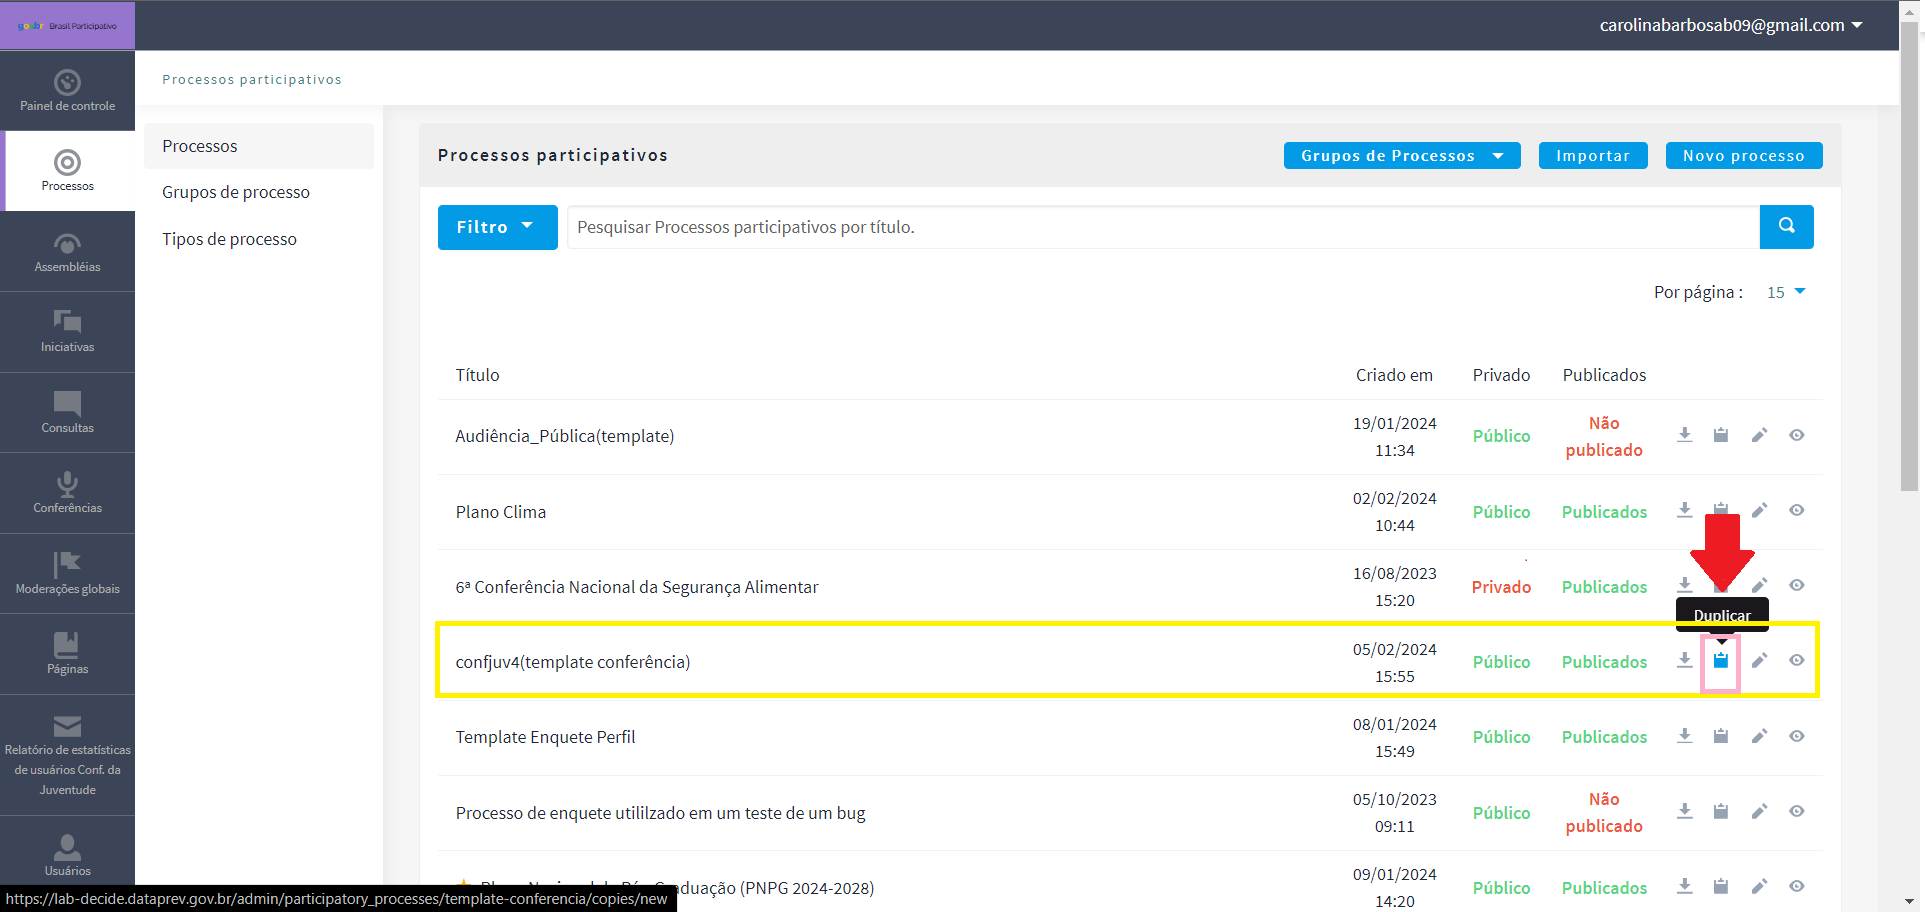 gov.br Brasil Participativo
carolinabarbosab09@gmail.com
Processos participativos
Painel de controle
Processos
Assembléias
Iniciativas
Consultas
Conferências
Moderações globais
Páginas
Relatório de estatísticas
de usuários Conf. da
Juventude
Usuários
Processos
Grupos de processo
Tipos de processo
Processos participativos
Grupos de Processos
Importar
Novo processo
Filtro
Pesquisar Processos participativos por título.
Por página : 15
Título Criado em Privado Publicados
Audiência_Pública(template) 19/01/2024 Público Não
11:34 publicado
Plano Clima 02/02/2024 Público Publicados
10:44
6ª Conferência Nacional da Segurança Alimentar 16/08/2023 Privado Publicados
15:20
Duplicar
confjuv4(template conferência) 05/02/2024 Público Publicados
15:55
Template Enquete Perfil 08/01/2024 Público Publicados
15:49
Processo de enquete utililzado em um teste de um bug 05/10/2023 Público Não
09:11 publicado
(PNPG 2024-2028) 09/01/2024 Público Publicados
14:20
https://lab-decide.dataprev.gov.br/admin/participatory_processes/template-conferencia/copies/new